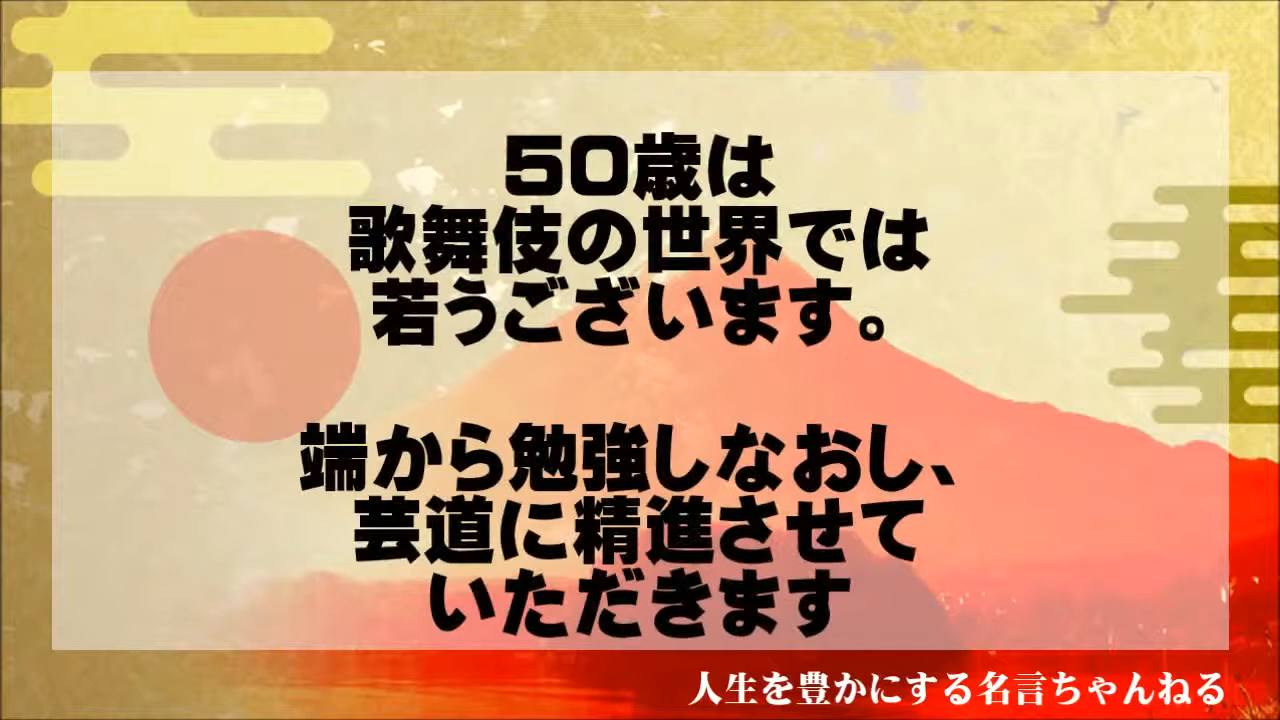 50歳は
歌舞伎の世界では
若うございます。
端から勉強しなおし、
芸道に精進させて
いただきます
人生を豊かにする名言ちゃんねる